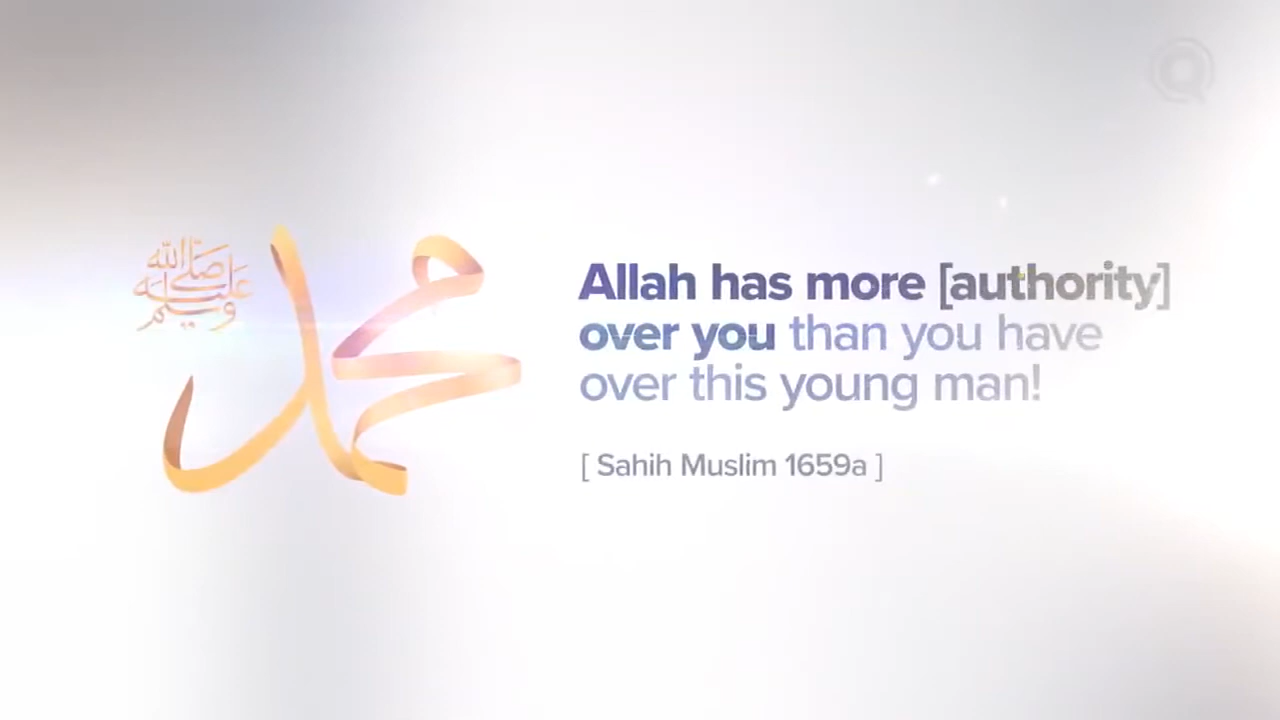 محمد
صلى الله
عليه
وسلم
Allah has more [authority]
over you than you have
over this young man!
[ Sahih Muslim 1659a ]